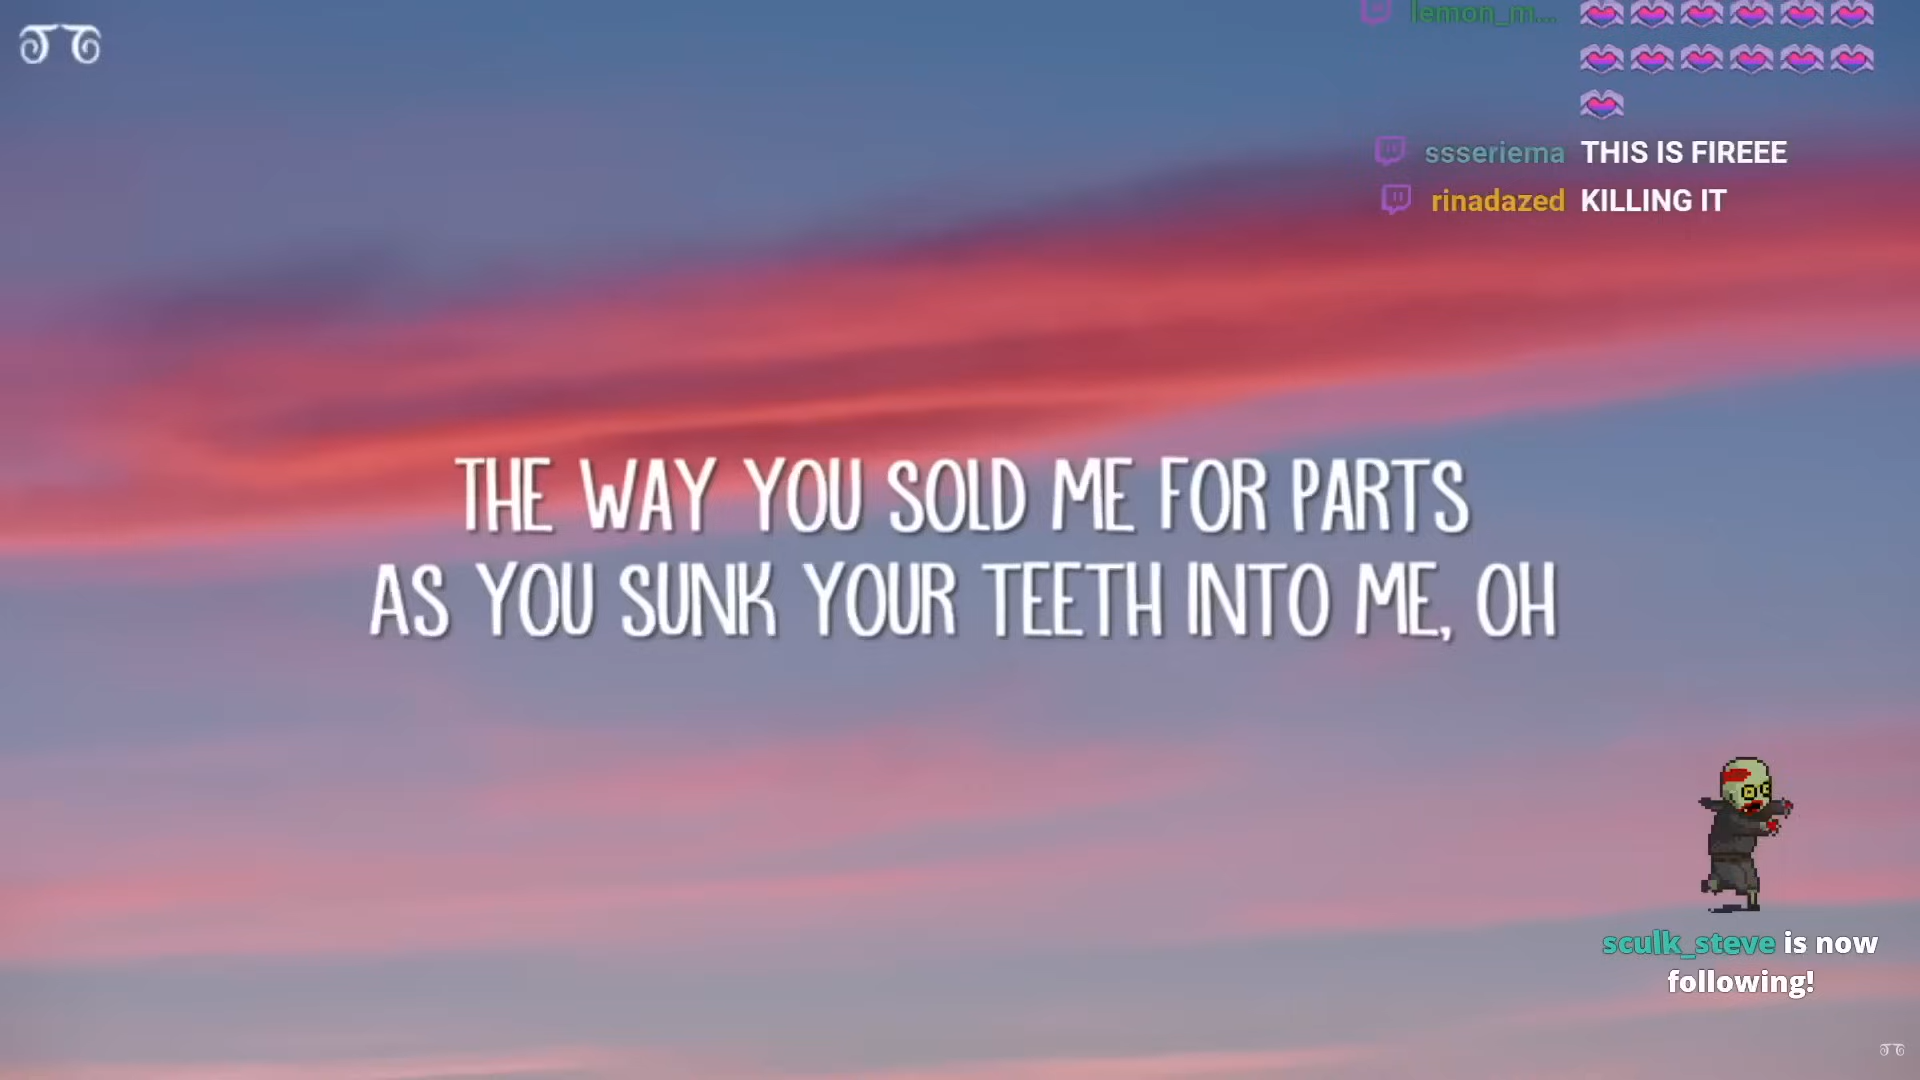 lemon_m...
ssseriema THIS IS FIREEE
rinadazed KILLING IT
THE WAY YOU SOLD ME FOR PARTS
AS YOU SUNK YOUR TEETH INTO ME, OH
sculk_steve is now
following!